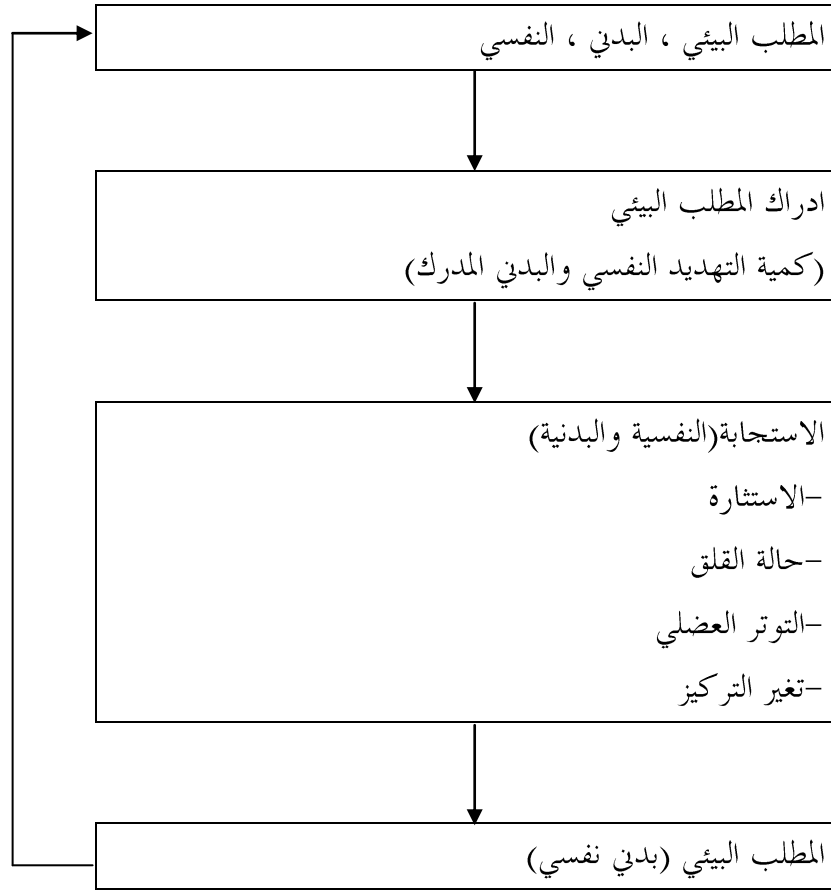 المطلب البيئي ، البدني ، النفسي
ادراك المطلب البيئي
(كمية التهديد النفسي والبدني المدرك)
الاستجابة(النفسية والبدنية)
-الاستثارة
-حالة القلق
-التوتر العضلي
-تغير التركيز
المطلب البيئي (بدني نفسي)